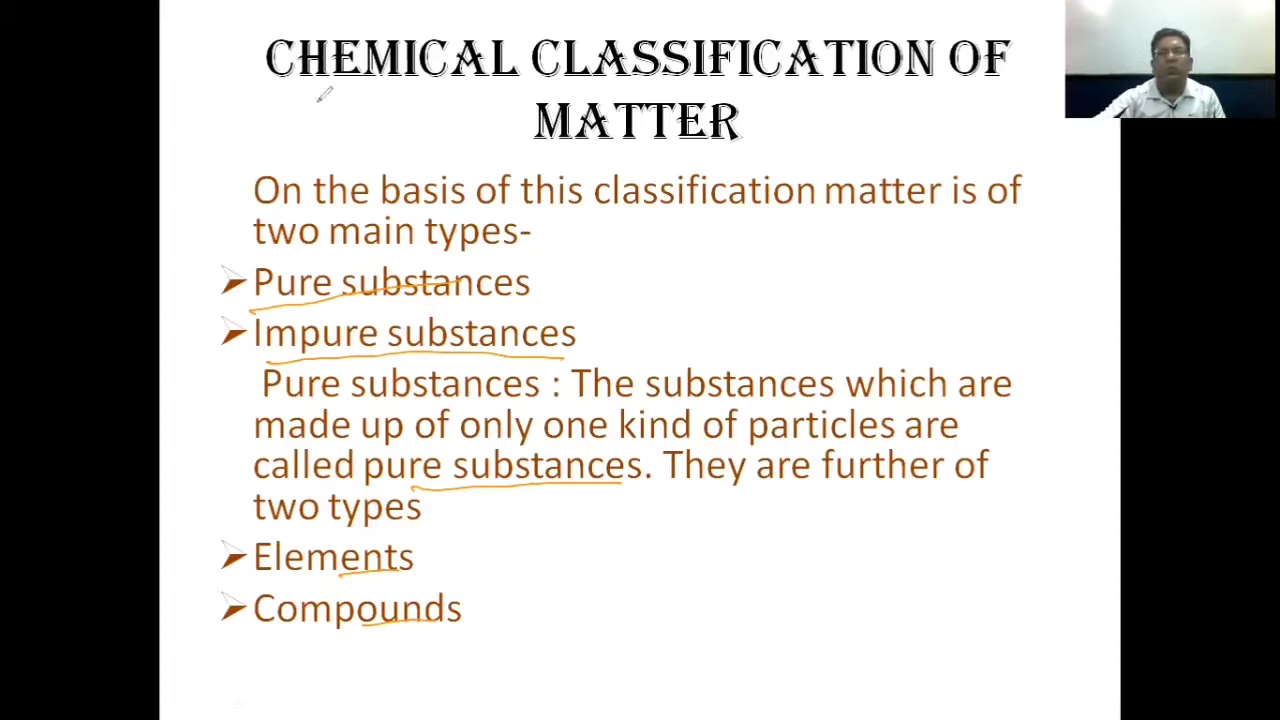 CHEMICAL CLASSIFICATION OF
MATTER
On the basis of this classification matter is of
two main types-
Pure substances
Impure substances
Pure substances : The substances which are
made up of only one kind of particles are
called pure substances. They are further of
two types
Elements
Compounds